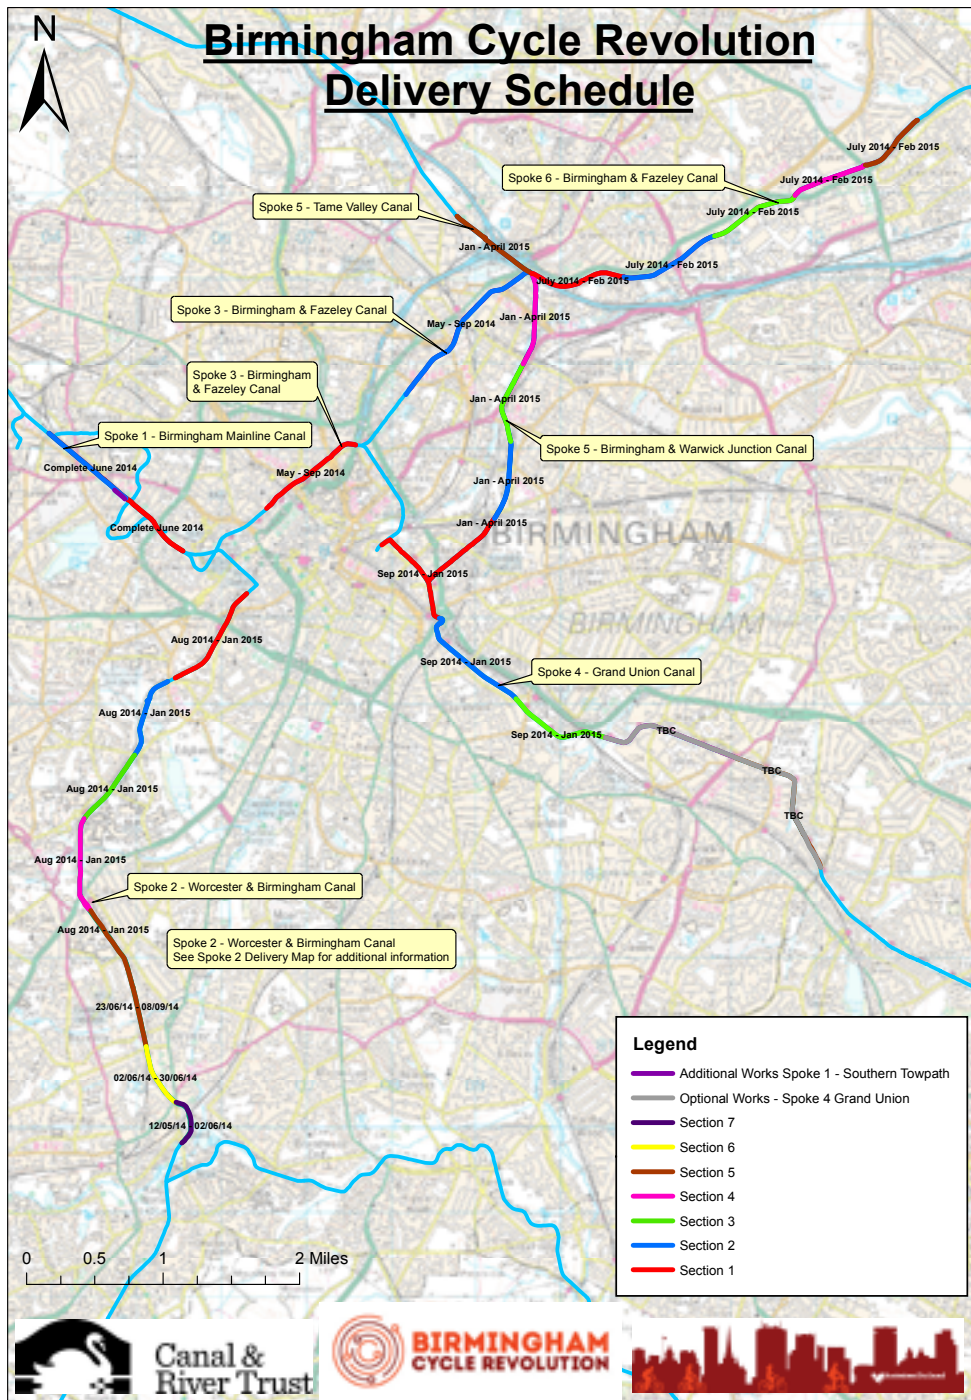 Birmingham Cycle Revolution
Delivery Schedule
N
July 2014 - Feb 2015
Spoke 6 - Birmingham & Fazeley Canal
July 2014 - Feb 2015
Spoke 5 - Tame Valley Canal
July 2014 - Feb 2015
Jan - April 2015
July 2014 - Feb 2015
July 2014 - Feb 2015
Spoke 3 - Birmingham & Fazeley Canal
Jan - April 2015
May - Sep 2014
Spoke 3 - Birmingham
& Fazeley Canal
Jan - April 2015
Spoke 1 - Birmingham Mainline Canal
Spoke 5 - Birmingham & Warwick Junction Canal
Complete June 2014
May - Sep 2014
Jan - April 2015
Complete June 2014
Jan - April 2015
BIRMINGHAM
Sep 2014 - Jan 2015
BIRMINGHAM
Aug 2014 - Jan 2015
Sep 2014 - Jan 2015
Spoke 4 - Grand Union Canal
Aug 2014 - Jan 2015
Sep 2014 - Jan 2015
TBC
TBC
Aug 2014 - Jan 2015
TBC
Aug 2014 - Jan 2015
Spoke 2 - Worcester & Birmingham Canal
Aug 2014 - Jan 2015
Spoke 2 - Worcester & Birmingham Canal
See Spoke 2 Delivery Map for additional information
23/06/14 - 08/09/14
02/06/14 - 30/06/14
12/05/14 - 02/06/14
Legend
Additional Works Spoke 1 - Southern Towpath
Optional Works - Spoke 4 Grand Union
Section 7
Section 6
Section 5
Section 4
Section 3
Section 2
Section 1
0 0.5 1 2 Miles
Canal &
River Trust
BIRMINGHAM
CYCLE REVOLUTION